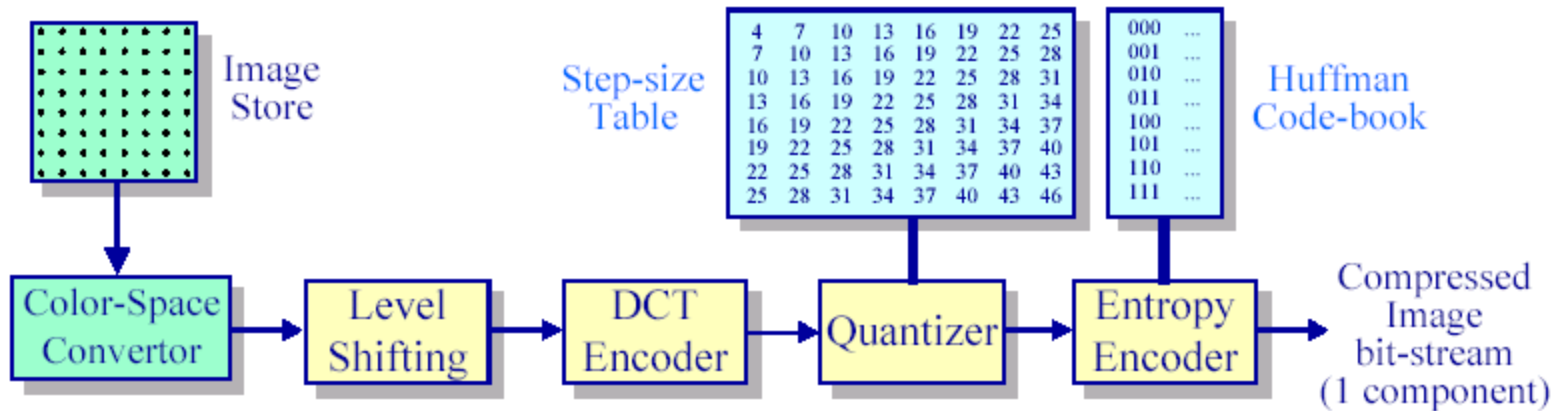 Image
Store
Step-size
Table
4 7 10 13 16 19 22 25
7 10 13 16 19 22 25 28
10 13 16 19 22 25 28 31
13 16 19 22 25 28 31 34
16 19 22 25 28 31 34 37
19 22 25 28 31 34 37 40
22 25 28 31 34 37 40 43
25 28 31 34 37 40 43 46
000 ...
001 ...
010 ...
011 ...
100 ...
101 ...
110 ...
111 ...
Huffman
Code-book
Color-Space
Convertor
Level
Shifting
DCT
Encoder
Quantizer
Entropy
Encoder
Compressed
Image
bit-stream
(1 component)